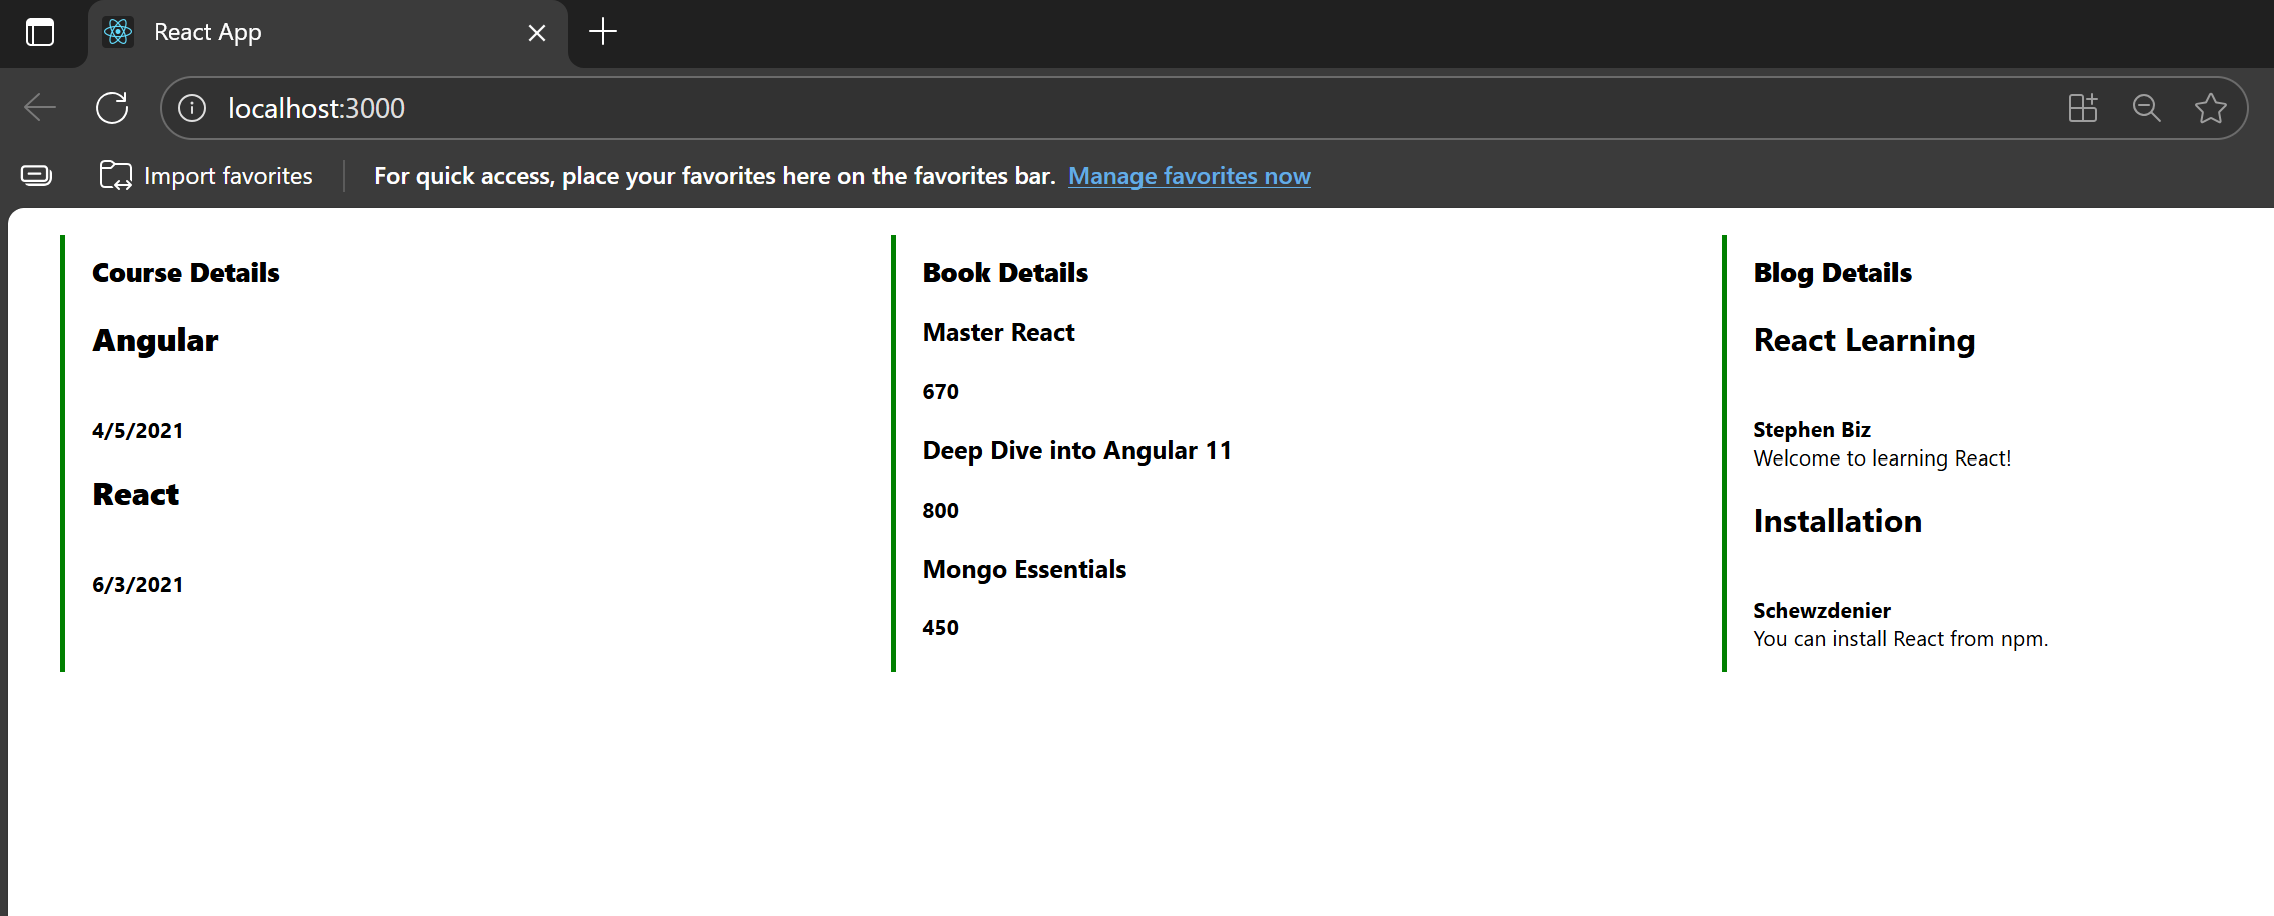 React App
localhost:3000
Import favorites
For quick access, place your favorites here on the favorites bar. Manage favorites now
Course Details
Angular
4/5/2021
React
6/3/2021
Book Details
Master React
670
Deep Dive into Angular 11
800
Mongo Essentials
450
Blog Details
React Learning
Stephen Biz
Welcome to learning React!
Installation
Schewzdenier
You can install React from npm.